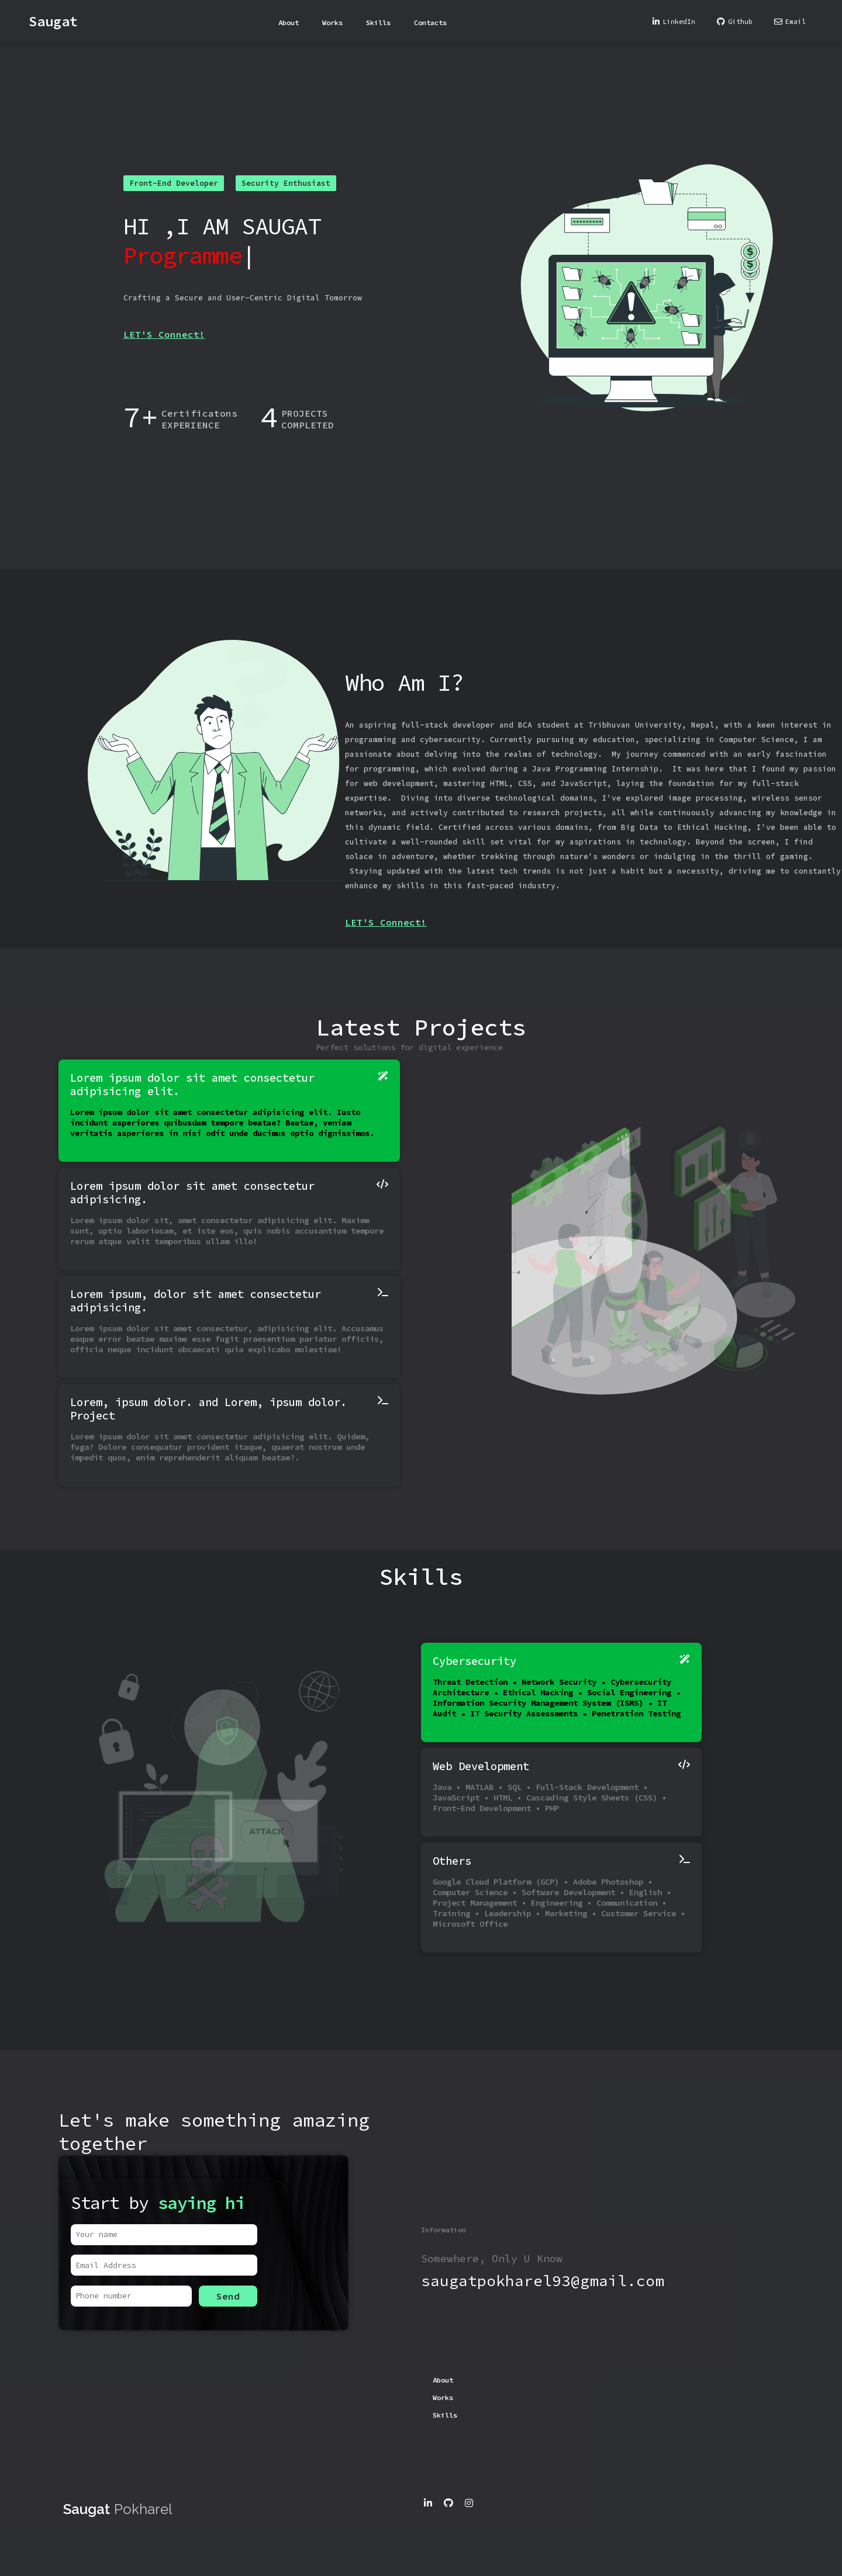 Saugat
About
Works
Skills
Contacts
LinkedIn
Github
Email
Front-End Developer
Security Enthusiast
HI ,I AM SAUGAT
Programme|
Crafting a Secure and User-Centric Digital Tomorrow
LET'S Connect!
7+
Certificatons
EXPERIENCE
4
PROJECTS
COMPLETED
Who Am I?
An aspiring full-stack developer and BCA student at Tribhuvan University, Nepal, with a keen interest in
programming and cybersecurity. Currently pursuing my education, specializing in Computer Science, I am
passionate about delving into the realms of technology.  My journey commenced with an early fascination
for programming, which evolved during a Java Programming Internship.  It was here that I found my passion
for web development, mastering HTML, CSS, and JavaScript, laying the foundation for my full-stack
expertise.  Diving into diverse technological domains, I've explored image processing, wireless sensor
networks, and actively contributed to research projects, all while continuously advancing my knowledge in
this dynamic field. Certified across various domains, from Big Data to Ethical Hacking, I've been able to
cultivate a well-rounded skill set vital for my aspirations in technology. Beyond the screen, I find
solace in adventure, whether trekking through nature's wonders or indulging in the thrill of gaming.
Staying updated with the latest tech trends is not just a habit but a necessity, driving me to constantly
enhance my skills in this fast-paced industry.
LET'S Connect!
Latest Projects
Perfect solutions for digital experience
Lorem ipsum dolor sit amet consectetur
adipisicing elit.
Lorem ipsum dolor sit amet consectetur adipisicing elit. Iusto
incidunt asperiores quibusdam tempore beatae? Beatae, veniam
veritatis asperiores in nisi odit unde ducimus optio dignissimos.
Lorem ipsum dolor sit amet consectetur
adipisicing.
Lorem ipsum dolor sit, amet consectetur adipisicing elit. Maxime
sunt, optio laboriosam, et iste eos, quis nobis accusantium tempore
rerum atque velit temporibus ullam illo!
Lorem ipsum, dolor sit amet consectetur
adipisicing.
Lorem ipsum dolor sit amet consectetur, adipisicing elit. Accusamus
eaque error beatae maxime esse fugit praesentium pariatur officiis,
officia neque incidunt obcaecati quia explicabo molestiae!
Lorem, ipsum dolor. and Lorem, ipsum dolor.
Project
Lorem ipsum dolor sit amet consectetur adipisicing elit. Quidem,
fuga? Dolore consequatur provident itaque, quaerat nostrum unde
impedit quos, enim reprehenderit aliquam beatae?.
Skills
Cybersecurity
Threat Detection • Network Security • Cybersecurity
Architecture • Ethical Hacking • Social Engineering •
Information Security Management System (ISMS) • IT
Audit • IT Security Assessments • Penetration Testing
ATTACK
Web Development
Java • MATLAB • SQL • Full-Stack Development •
JavaScript • HTML • Cascading Style Sheets (CSS) •
Front-End Development • PHP
Others
Google Cloud Platform (GCP) • Adobe Photoshop •
Computer Science • Software Development • English •
Project Management • Engineering • Communication •
Training • Leadership • Marketing • Customer Service •
Microsoft Office
Let's make something amazing
together
Start by saying hi
Your name
Email Address
Phone number
Send
Information
Somewhere, Only U Know
saugatpokharel93@gmail.com
About
Works
Skills
Saugat Pokharel